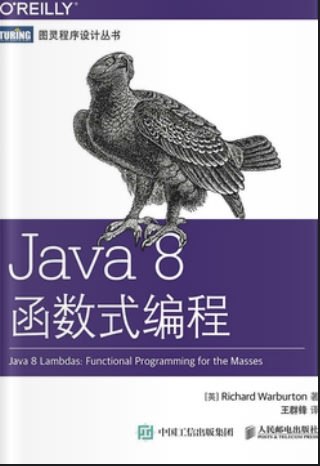 O'REILLY®
TURING 图灵程序设计丛书
Java 8
函数式编程
Java 8 Lambdas: Functional Programming for the Masses
[英] Richard Warburton 著
王群锋 译
中国工信出版集团 人民邮电出版社
POSTS & TELECOM PRESS